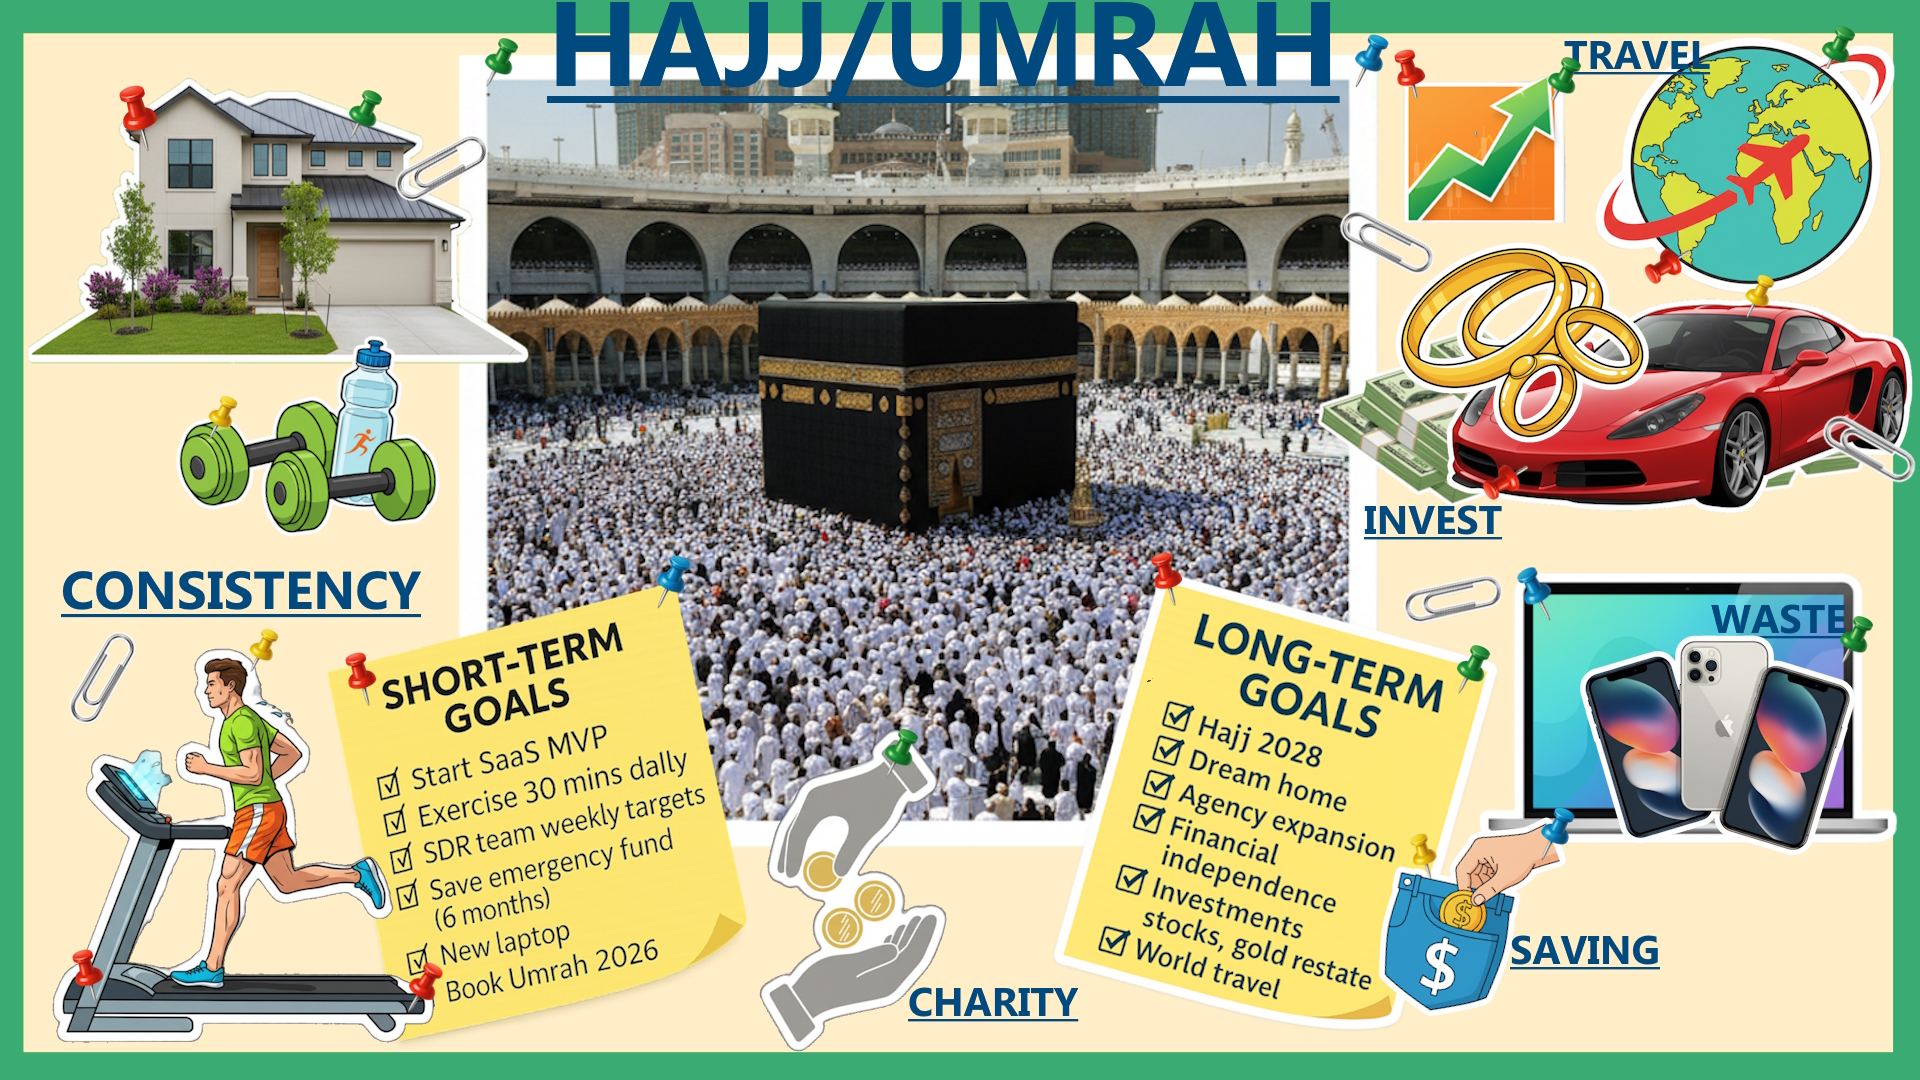 HAJJ/UMRAH
TRAVEL
INVEST
CONSISTENCY
WASTE
SHORT-TERM
GOALS
Start SaaS MVP
Exercise 30 mins dally
SDR team weekly targets
Save emergency fund
(6 months)
New laptop
Book Umrah 2026
LONG-TERM
GOALS
Hajj 2028
Dream home
Agency expansion
Financial
independence
Investments
stocks, gold restate
World travel
$
$
SAVING
CHARITY